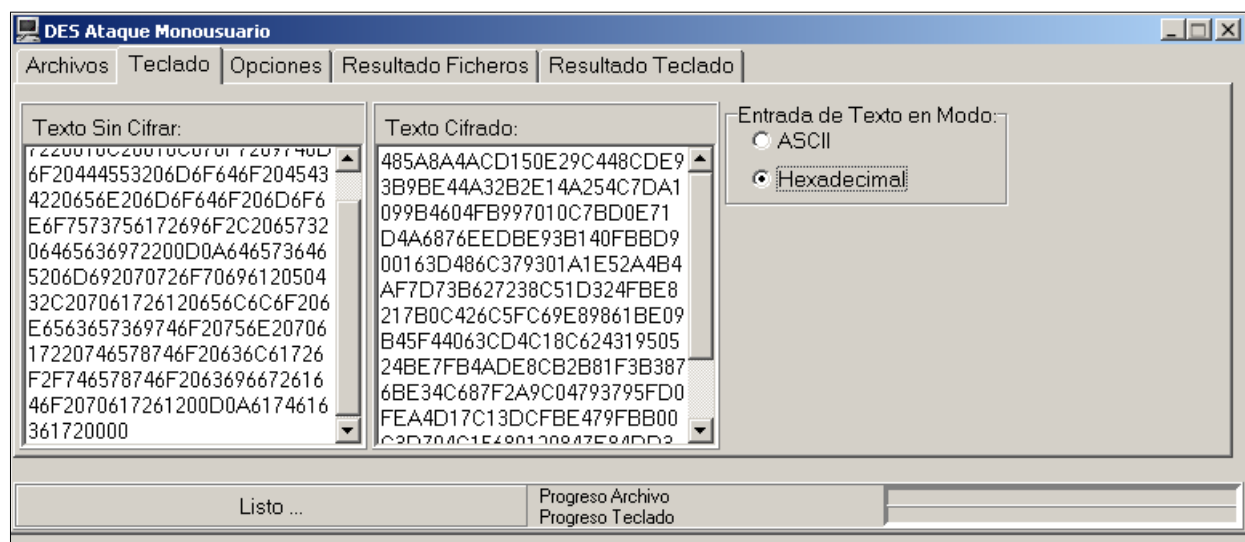 DES Ataque Monousuario
Archivos Teclado Opciones Resultado Ficheros Resultado Teclado
Texto Sin Cifrar:
6F20444553206D6F646F204543
4220656E206D6F646F206D6F6
E6F7573756172696F2C2065732
06465636972200D0A646573646
5206D692070726F70696120504
32C207061726120656C6C6F206
E6563657369746F20756E20706
17220746578746F20636C61726
F2F746578746F2063696672616
46F2070617261200D0A6174616
361720000
Texto Cifrado:
485A8A4ACD150E29C448CDE9
3B9BE44A32B2E14A254C7DA1
099B4604FB997010C7BD0E71
D4A6876EEDBE93B140FBBD9
00163D486C379301A1E52A4B4
AF7D73B627238C51D324FBE8
217B0C426C5FC69E89861BE09
B45F44063CD4C18C624319505
24BE7FB4ADE8CB2B81F3B387
6BE34C687F2A9C04793795FD0
FEA4D17C13DCFBE479FBB00
Entrada de Texto en Modo:
ASCII
Hexadecimal
Listo ...
Progreso Archivo
Progreso Teclado